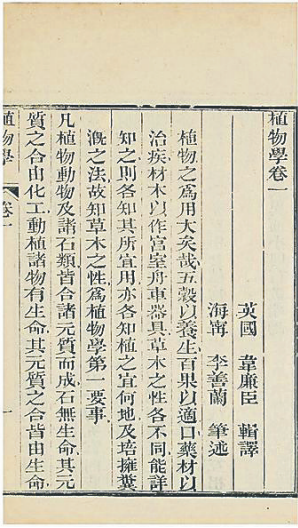 植物學卷一
英國 韋廉臣 輯譯
海甯 李善蘭 筆述
植物之爲用大矣哉五穀以養生百果以適口藥材以
治疾材木以作宮室舟車器具草木之性各不同能詳
知之則各知其所宜用亦各知植之宜何地及培擁糞
溉之法故知草木之性爲植物學第一要事
凡植物動物及諸石類皆合諸元質而成石無生命其元
質之合由化工動植諸物有生命其元質之合皆由生命
植物學 卷一 一